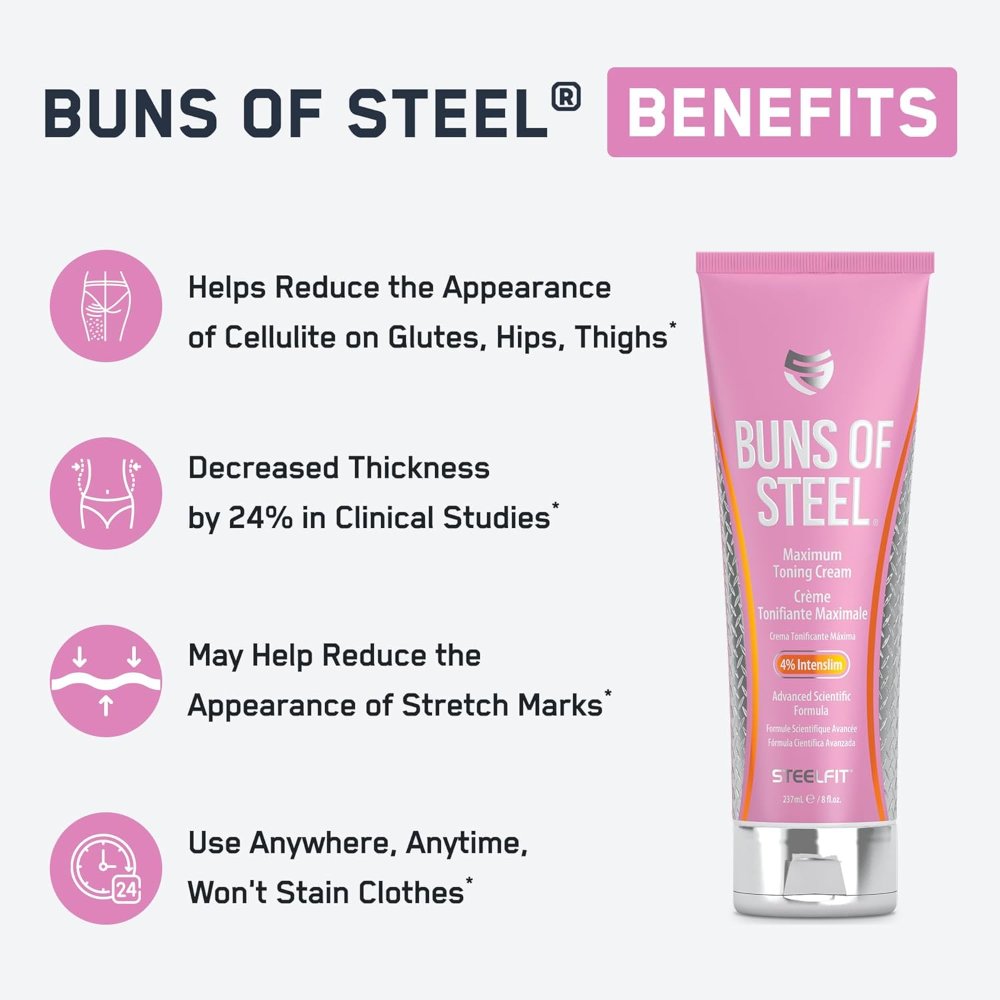 BUNS OF STEEL® BENEFITS
Helps Reduce the Appearance
of Cellulite on Glutes, Hips, Thighs*
Decreased Thickness
by 24% in Clinical Studies*
May Help Reduce the
Appearance of Stretch Marks*
24
Use Anywhere, Anytime,
Won't Stain Clothes*
BUNS OF
STEEL®
Maximum
Toning Cream
Crème
Tonifiante Maximale
Crema Tonificante Máxima
4% Intenslim
Advanced Scientific
Formula
Formule Scientifique Avancée
Fórmula Científica Avanzada
STEELFIT
237mL ℮ / 8 fl.oz.